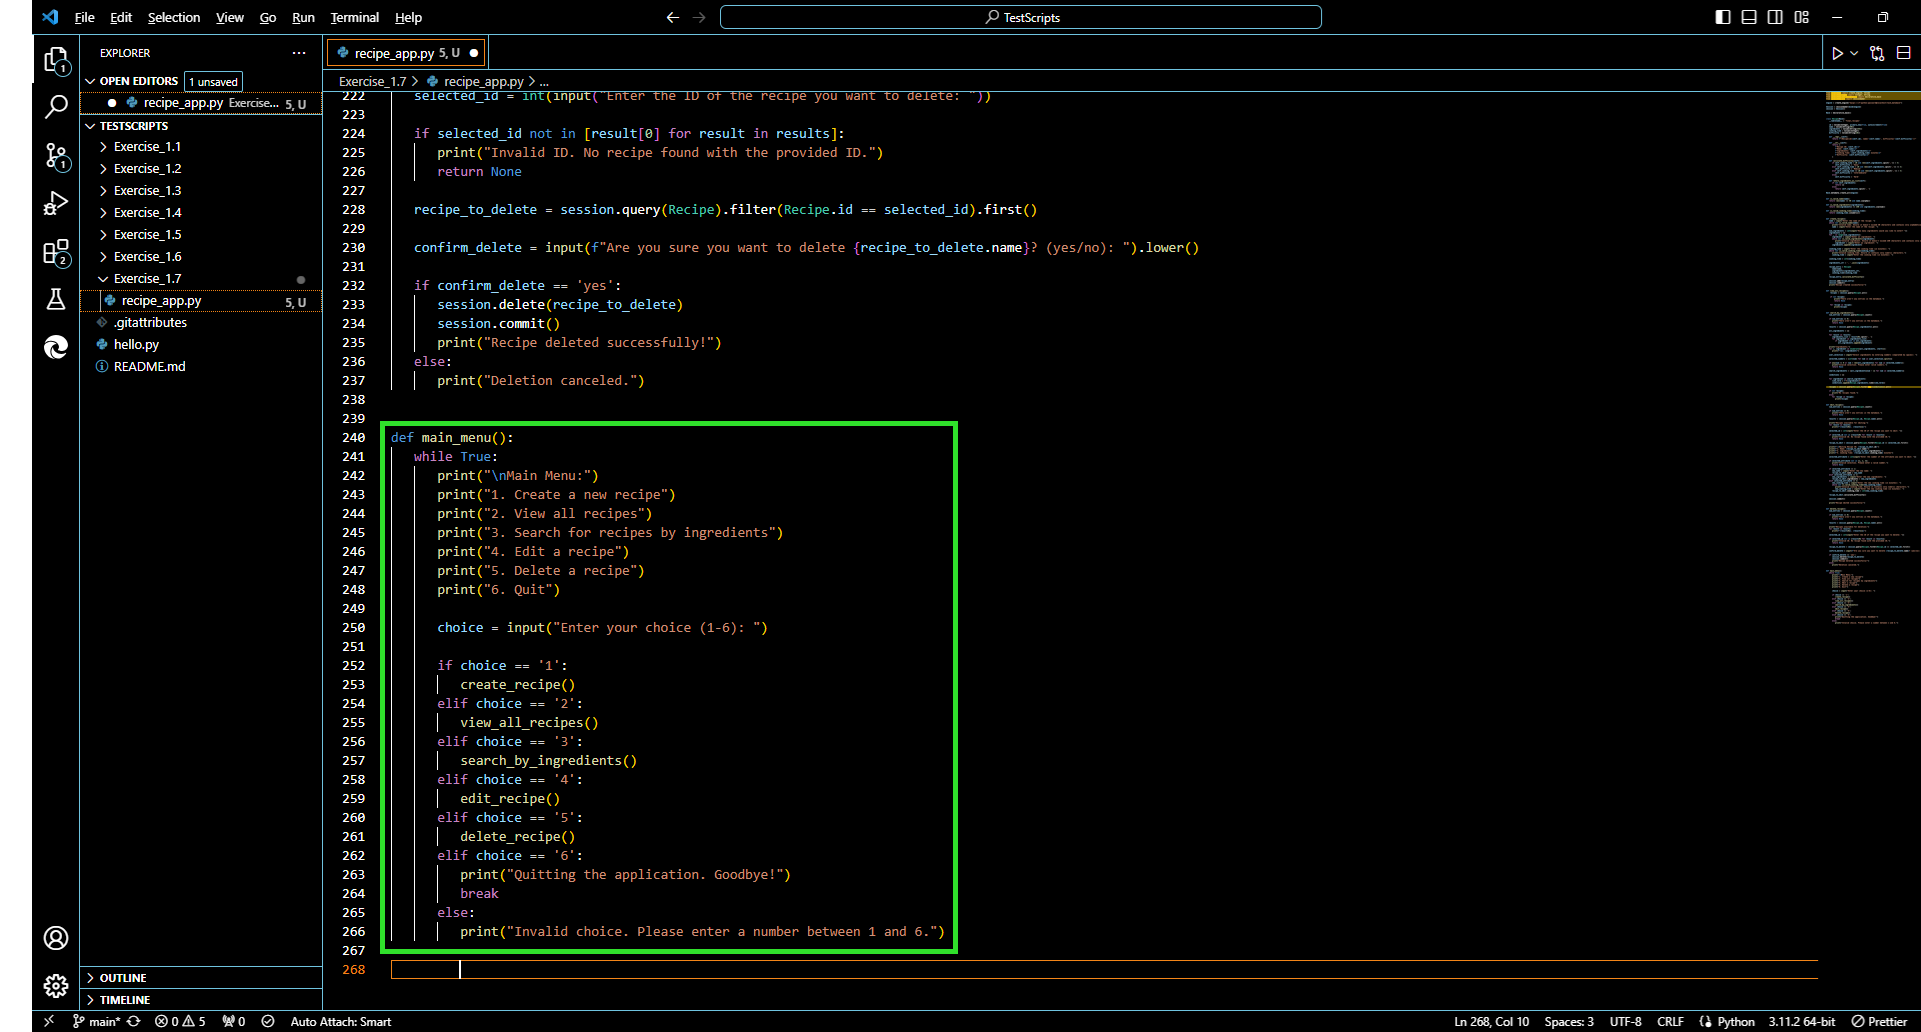 File Edit Selection View Go Run Terminal Help
TestScripts
EXPLORER
recipe_app.py 5, U
OPEN EDITORS 1 unsaved
recipe_app.py Exercise... 5, U
TESTSCRIPTS
Exercise_1.1
Exercise_1.2
Exercise_1.3
Exercise_1.4
Exercise_1.5
Exercise_1.6
Exercise_1.7
recipe_app.py 5, U
.gitattributes
hello.py
README.md
OUTLINE
TIMELINE
1
1
2
Exercise_1.7 > recipe_app.py > ...
222 selected_id = int(input("Enter the ID of the recipe you want to delete: "))
223
224 if selected_id not in [result[0] for result in results]:
225 print("Invalid ID. No recipe found with the provided ID.")
226 return None
227
228 recipe_to_delete = session.query(Recipe).filter(Recipe.id == selected_id).first()
229
230 confirm_delete = input(f"Are you sure you want to delete {recipe_to_delete.name}? (yes/no): ").lower()
231
232 if confirm_delete == 'yes':
233 session.delete(recipe_to_delete)
234 session.commit()
235 print("Recipe deleted successfully!")
236 else:
237 print("Deletion canceled.")
238
239
240 def main_menu():
241 while True:
242 print("\nMain Menu:")
243 print("1. Create a new recipe")
244 print("2. View all recipes")
245 print("3. Search for recipes by ingredients")
246 print("4. Edit a recipe")
247 print("5. Delete a recipe")
248 print("6. Quit")
249
250 choice = input("Enter your choice (1-6): ")
251
252 if choice == '1':
253 create_recipe()
254 elif choice == '2':
255 view_all_recipes()
256 elif choice == '3':
257 search_by_ingredients()
258 elif choice == '4':
259 edit_recipe()
260 elif choice == '5':
261 delete_recipe()
262 elif choice == '6':
263 print("Quitting the application. Goodbye!")
264 break
265 else:
266 print("Invalid choice. Please enter a number between 1 and 6.")
267
268
main* 0 5 0 Auto Attach: Smart Ln 268, Col 10 Spaces: 3 UTF-8 CRLF Python 3.11.2 64-bit Prettier